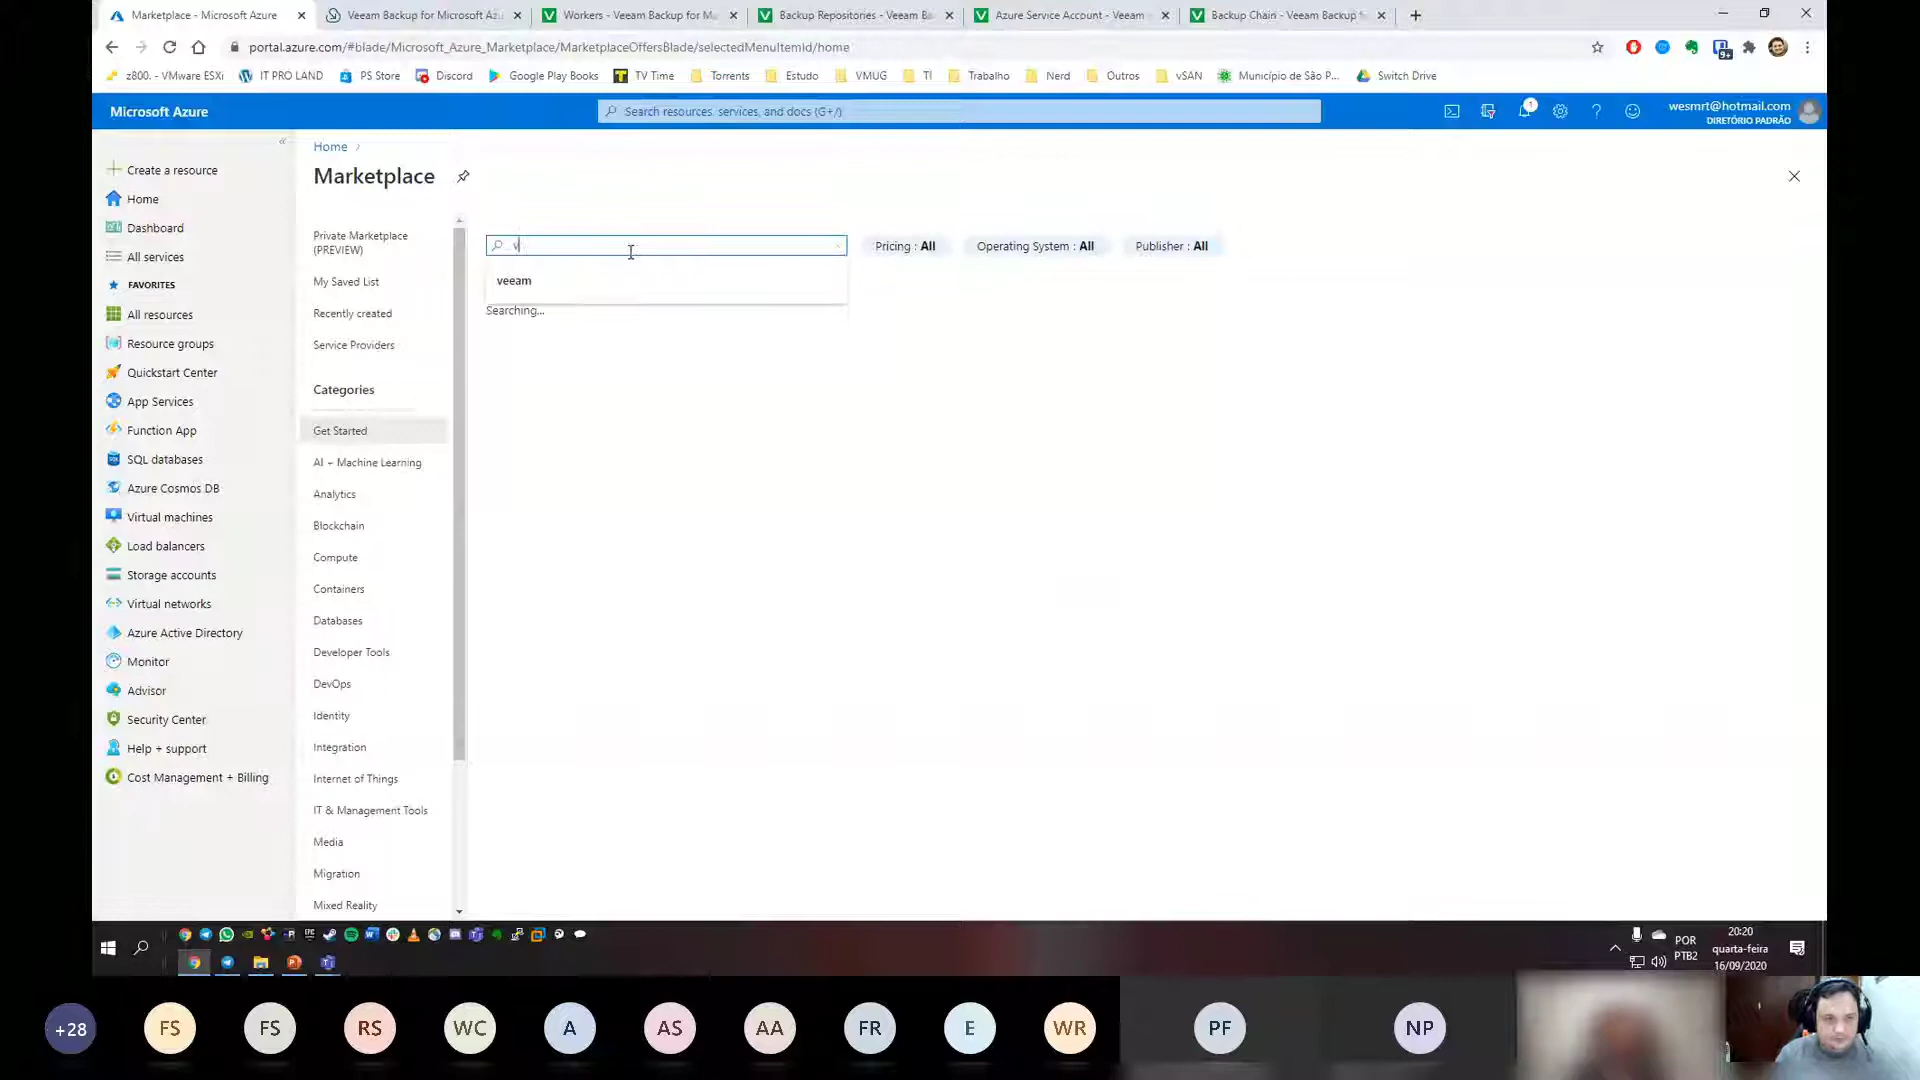 Marketplace - Microsoft Azure
Veeam Backup for Microsoft Azu
Workers - Veeam Backup for M
Backup Repositories - Veeam Ba
Azure Service Account - Veeam
Backup Chain - Veeam Backup f
portal.azure.com/#blade/Microsoft_Azure_Marketplace/MarketplaceOffersBlade/selectedMenuItemId/home
9+
z800. - VMware ESXi
IT PRO LAND
PS Store
Discord
Google Play Books
TV Time
Torrents
Estudo
VMUG
TI
Trabalho
Nerd
Outros
vSAN
Município de São P...
Switch Drive
Microsoft Azure
Search resources, services, and docs (G+/)
1
wesmrt@hotmail.com
DIRETÓRIO PADRÃO
Home
Marketplace
Create a resource
Home
Dashboard
All services
FAVORITES
All resources
Resource groups
Quickstart Center
App Services
Function App
SQL databases
Azure Cosmos DB
Virtual machines
Load balancers
Storage accounts
Virtual networks
Azure Active Directory
Monitor
Advisor
Security Center
Help + support
Cost Management + Billing
Private Marketplace
(PREVIEW)
My Saved List
Recently created
Service Providers
Categories
Get Started
AI + Machine Learning
Analytics
Blockchain
Compute
Containers
Databases
Developer Tools
DevOps
Identity
Integration
Internet of Things
IT & Management Tools
Media
Migration
Mixed Reality
v
veeam
Searching...
Pricing : All
Operating System : All
Publisher : All
POR
PTB2
20:20
quarta-feira
16/09/2020
+28
FS
FS
RS
WC
A
AS
AA
FR
E
WR
PF
NP